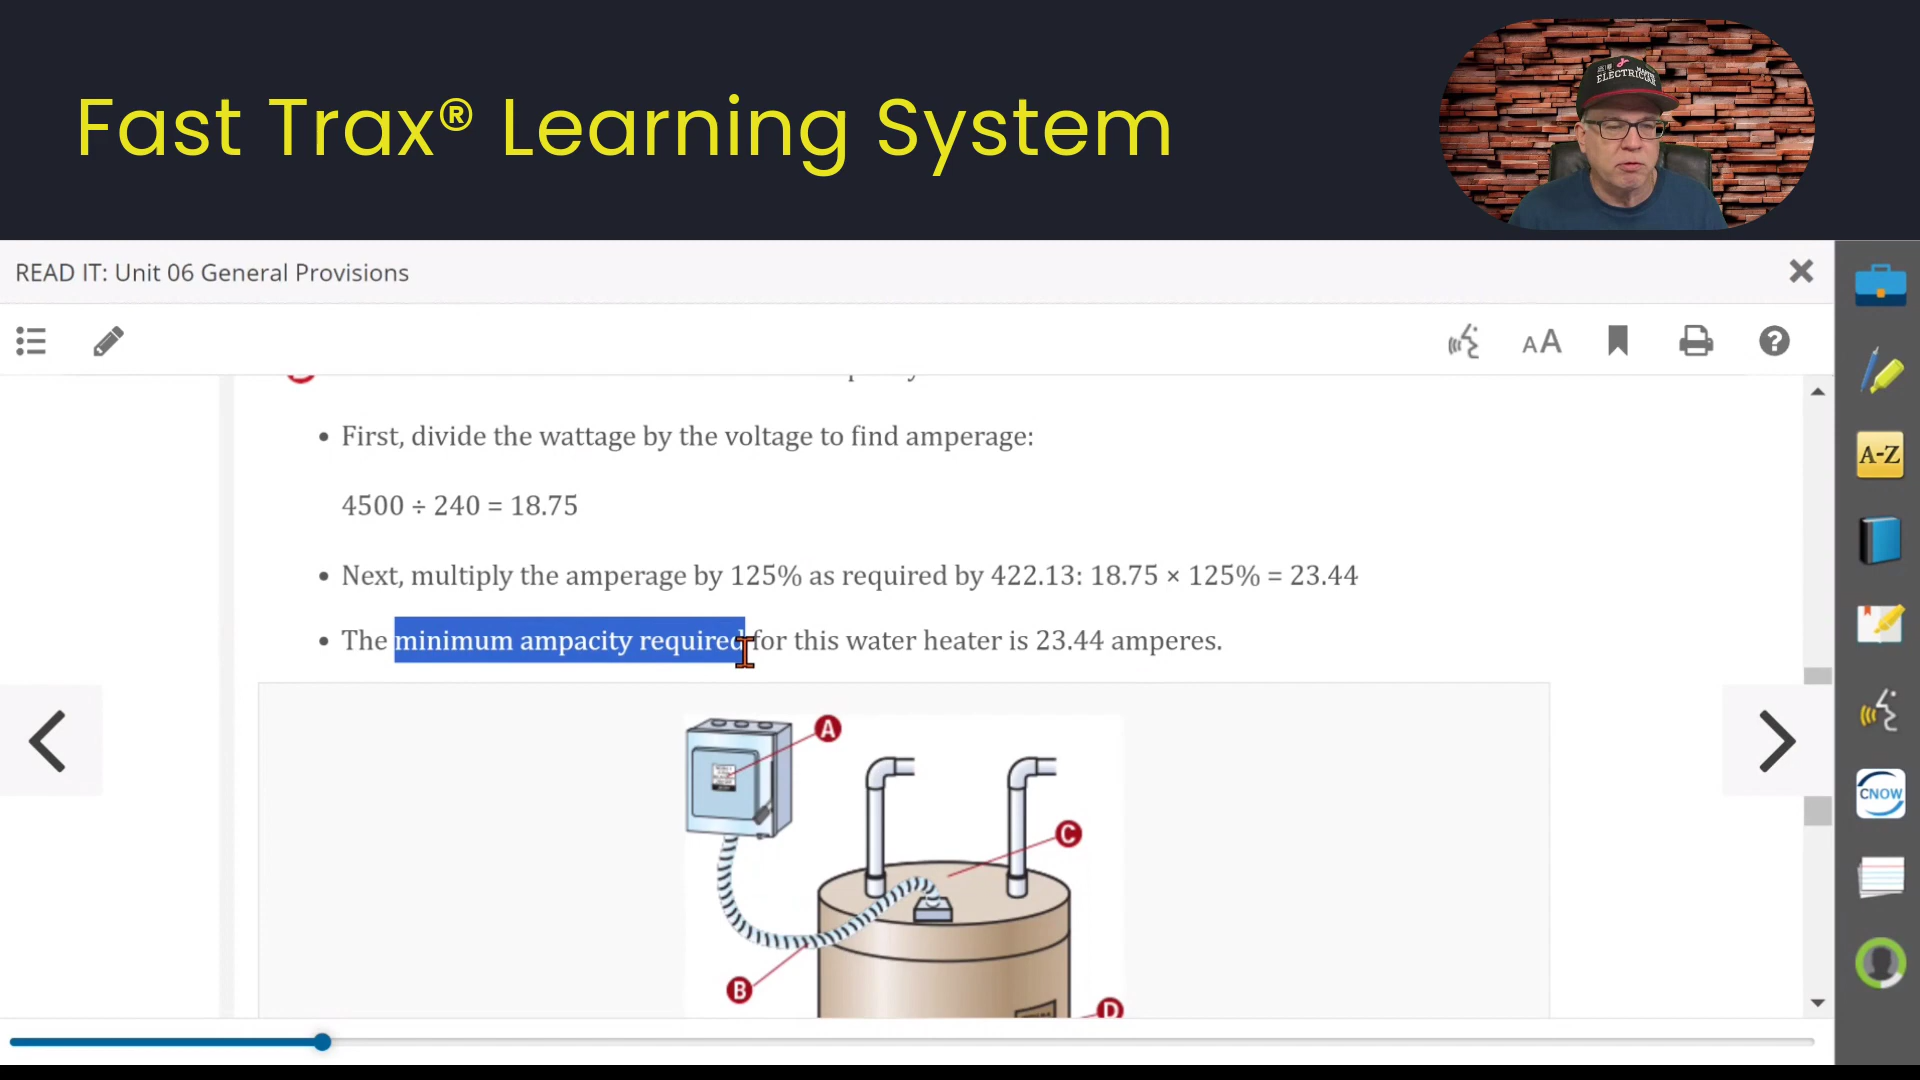 Fast Trax® Learning System
ELECTRICIAN
READ IT: Unit 06 General Provisions
AA
?
• First, divide the wattage by the voltage to find amperage:
4500 ÷ 240 = 18.75
• Next, multiply the amperage by 125% as required by 422.13: 18.75 × 125% = 23.44
• The minimum ampacity required for this water heater is 23.44 amperes.
A
C
B
D
A-Z
CNOW